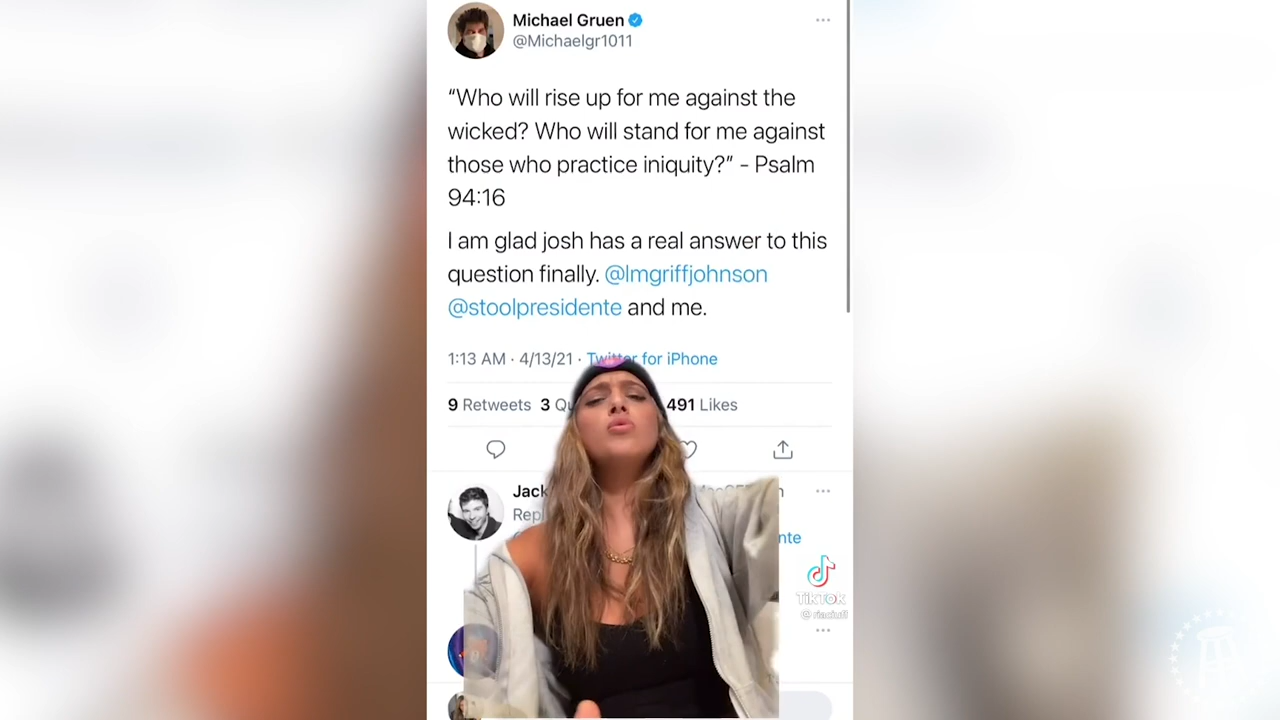 Michael Gruen
@Michaelgr1011
“Who will rise up for me against the
wicked? Who will stand for me against
those who practice iniquity?” - Psalm
94:16
I am glad josh has a real answer to this
question finally. @lmgriffjohnson
@stoolpresidente and me.
1:13 AM · 4/13/21 · Twitter for iPhone
9 Retweets 3 491 Likes
Jack
TikTok